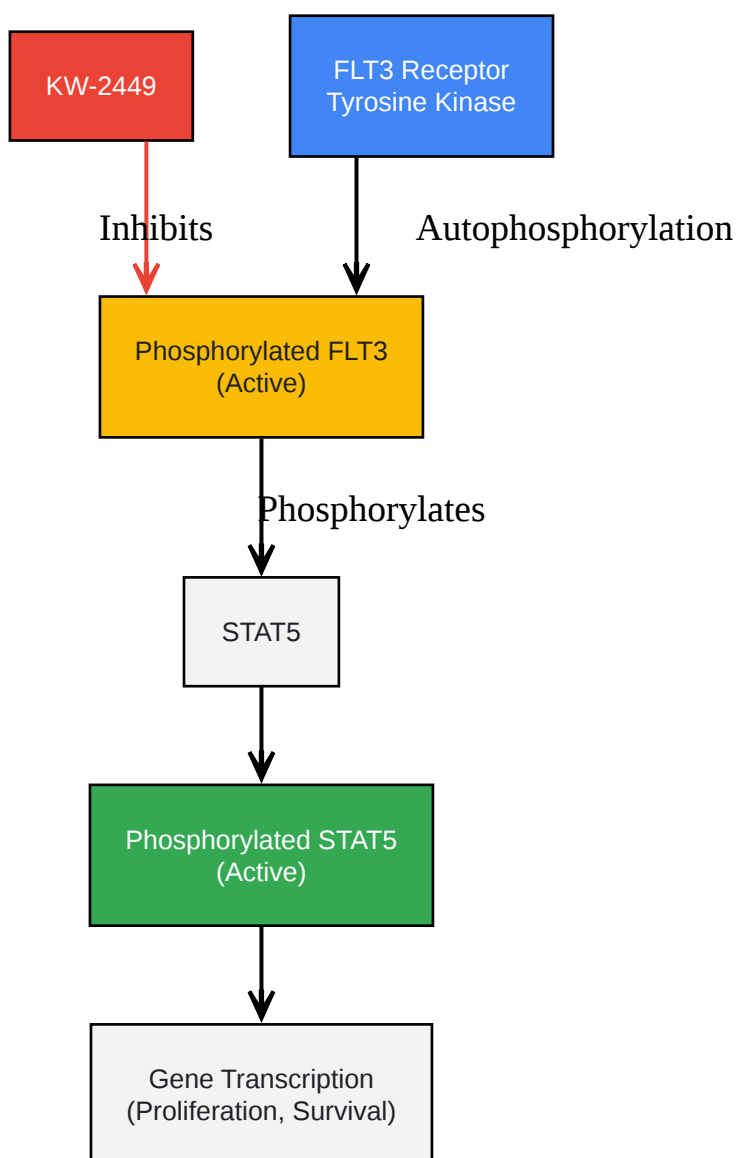 KW-2449
FLT3 Receptor
Tyrosine Kinase
Inhibits
Autophosphorylation
Phosphorylated FLT3
(Active)
Phosphorylates
STAT5
Phosphorylated STAT5
(Active)
Gene Transcription
(Proliferation, Survival)